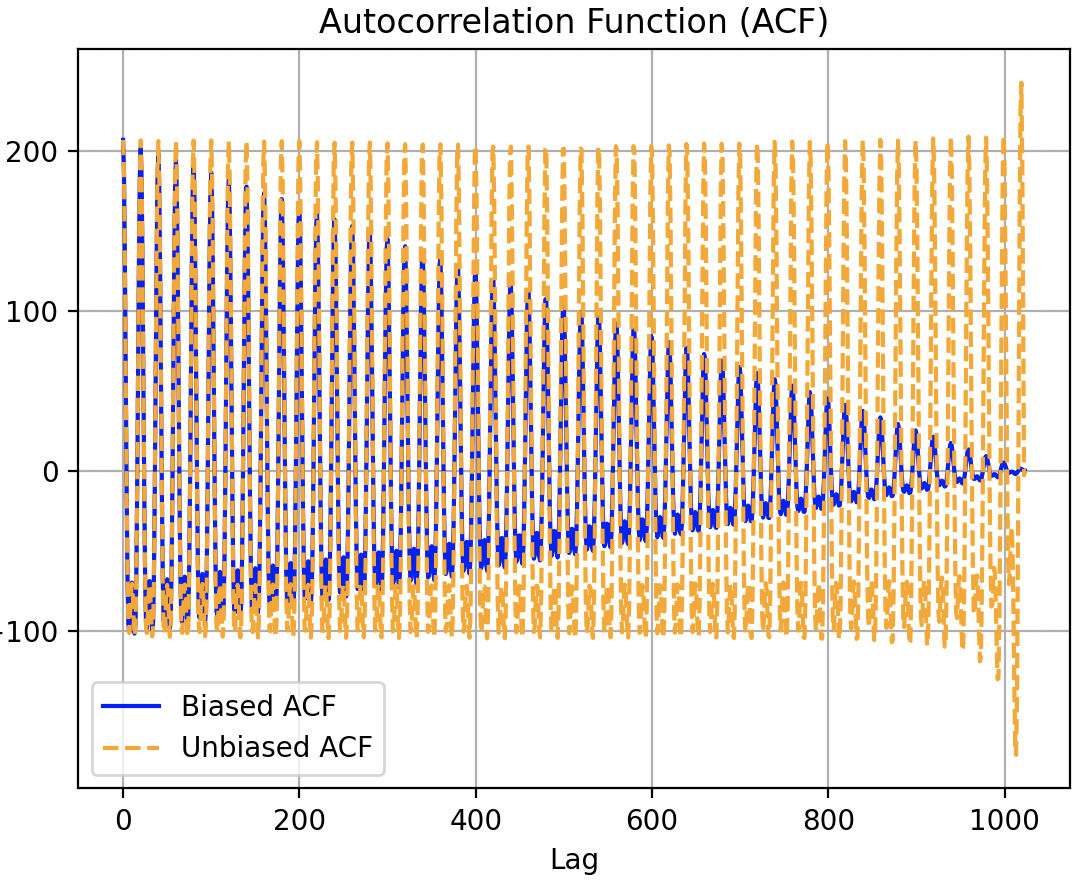 Autocorrelation Function (ACF)
200
100
0
-100
Biased ACF
Unbiased ACF
0 200 400 600 800 1000
Lag